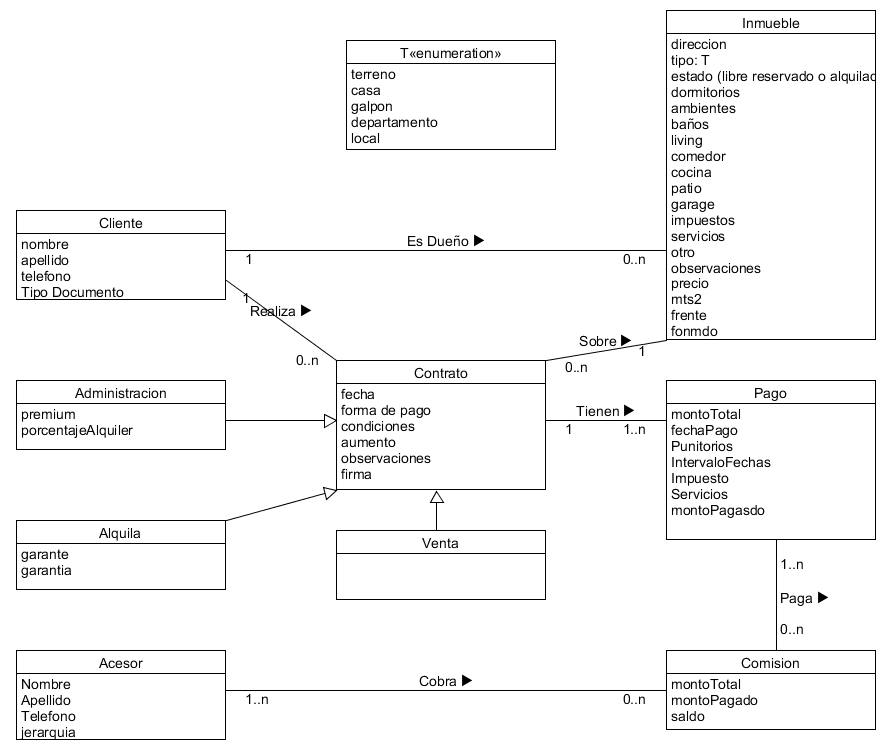 Inmueble
direccion
tipo: T
estado (libre reservado o alquilad
dormitorios
ambientes
baños
living
comedor
cocina
patio
garage
impuestos
servicios
otro
observaciones
precio
mts2
frente
fonmdo
T«enumeration»
terreno
casa
galpon
departamento
local
Cliente
nombre
apellido
telefono
Tipo Documento
Es Dueño ▶
1
0..n
1
Realiza ▶
0..n
Sobre ▶
0..n
1
Contrato
fecha
forma de pago
condiciones
aumento
observaciones
firma
Administracion
premium
porcentajeAlquiler
Tienen ▶
1
1..n
Pago
montoTotal
fechaPago
Punitorios
IntervaloFechas
Impuesto
Servicios
montoPagasdo
Alquila
garante
garantia
Venta
1..n
Paga ▶
0..n
Acesor
Nombre
Apellido
Telefono
jerarquia
Cobra ▶
1..n
0..n
Comision
montoTotal
montoPagado
saldo